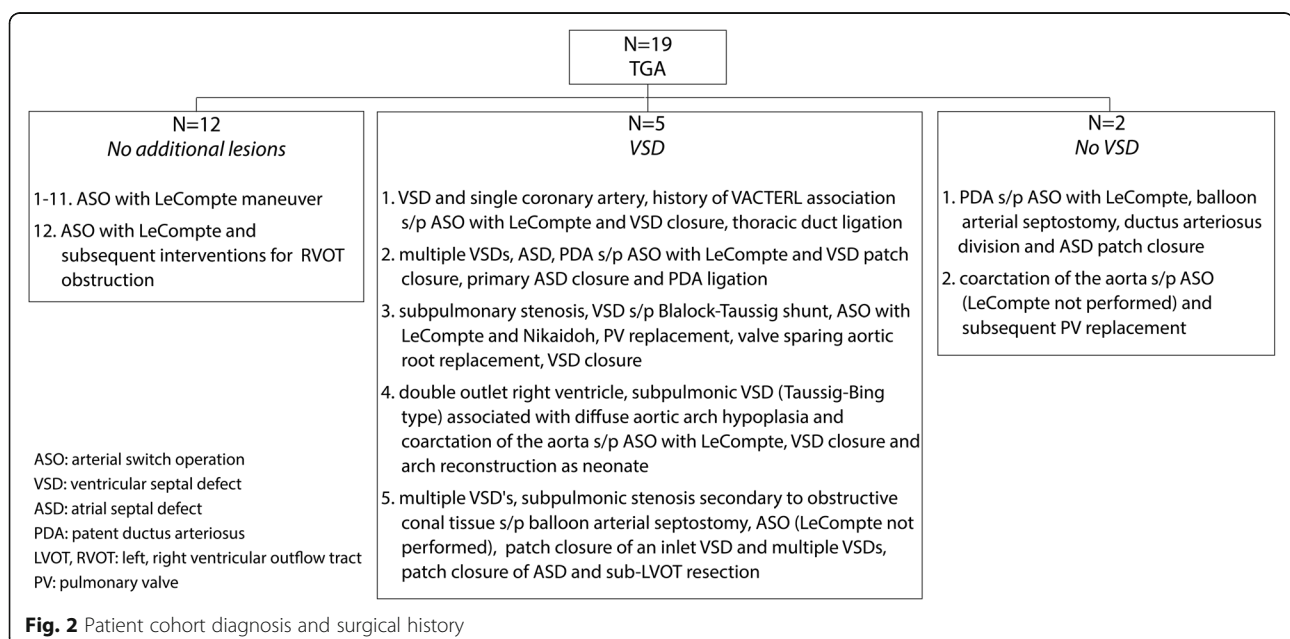 N=19
TGA
N=12
No additional lesions
1-11. ASO with LeCompte maneuver
12. ASO with LeCompte and
subsequent interventions for RVOT
obstruction
N=5
VSD
1. VSD and single coronary artery, history of VACTERL association
s/p ASO with LeCompte and VSD closure, thoracic duct ligation
2. multiple VSDs, ASD, PDA s/p ASO with LeCompte and VSD patch
closure, primary ASD closure and PDA ligation
3. subpulmonary stenosis, VSD s/p Blalock-Taussig shunt, ASO with
LeCompte and Nikaidoh, PV replacement, valve sparing aortic
root replacement, VSD closure
4. double outlet right ventricle, subpulmonic VSD (Taussig-Bing
type) associated with diffuse aortic arch hypoplasia and
coarctation of the aorta s/p ASO with LeCompte, VSD closure and
arch reconstruction as neonate
5. multiple VSD's, subpulmonic stenosis secondary to obstructive
conal tissue s/p balloon arterial septostomy, ASO (LeCompte not
performed), patch closure of an inlet VSD and multiple VSDs,
patch closure of ASD and sub-LVOT resection
N=2
No VSD
1. PDA s/p ASO with LeCompte, balloon
arterial septostomy, ductus arteriosus
division and ASD patch closure
2. coarctation of the aorta s/p ASO
(LeCompte not performed) and
subsequent PV replacement
ASO: arterial switch operation
VSD: ventricular septal defect
ASD: atrial septal defect
PDA: patent ductus arteriosus
LVOT, RVOT: left, right ventricular outflow tract
PV: pulmonary valve
Fig. 2 Patient cohort diagnosis and surgical history